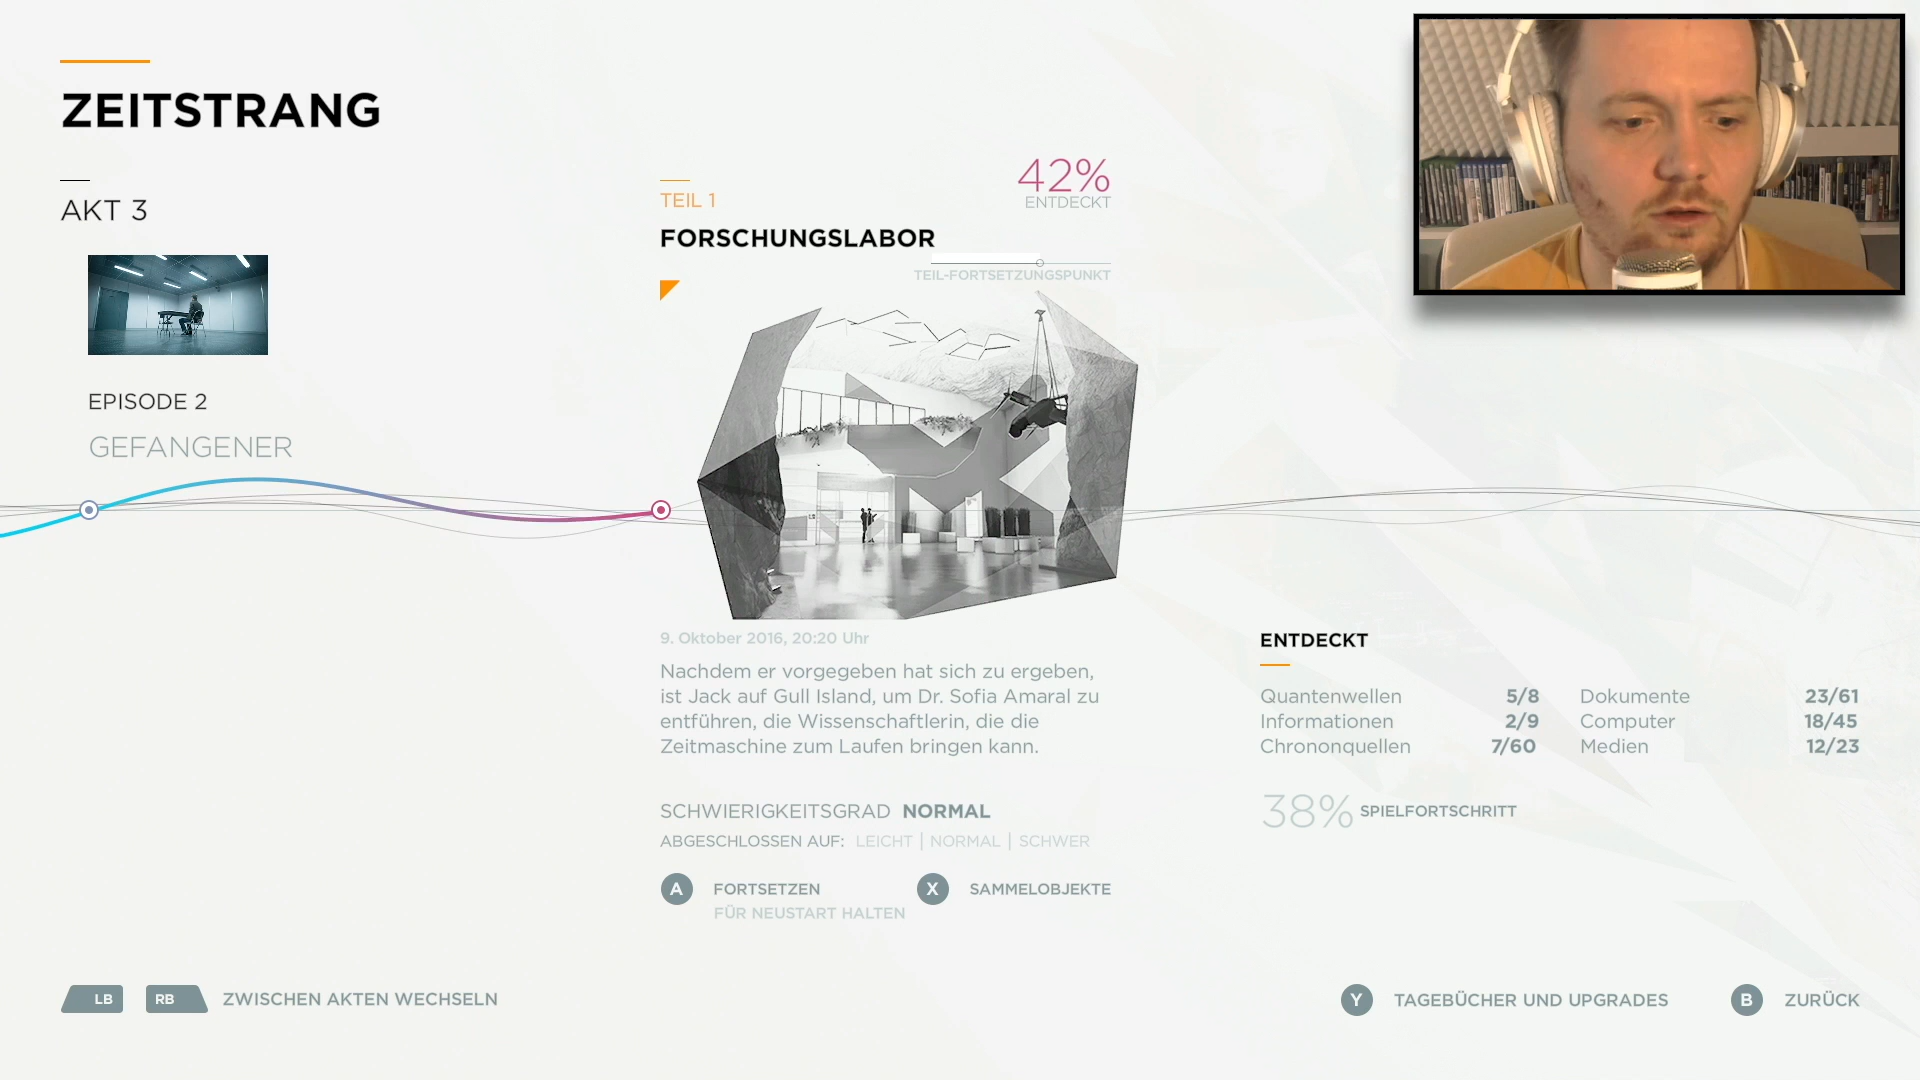 ZEITSTRANG
AKT 3
EPISODE 2
GEFANGENER
TEIL 1
42%
ENTDECKT
FORSCHUNGSLABOR
TEIL-FORTSETZUNGSPUNKT
9. Oktober 2016, 20:20 Uhr
Nachdem er vorgegeben hat sich zu ergeben,
ist Jack auf Gull Island, um Dr. Sofia Amaral zu
entführen, die Wissenschaftlerin, die die
Zeitmaschine zum Laufen bringen kann.
SCHWIERIGKEITSGRAD NORMAL
ABGESCHLOSSEN AUF: LEICHT | NORMAL | SCHWER
A FORTSETZEN
FÜR NEUSTART HALTEN
X SAMMELOBJEKTE
ENTDECKT
Quantenwellen 5/8 Dokumente 23/61
Informationen 2/9 Computer 18/45
Chrononquellen 7/60 Medien 12/23
38% SPIELFORTSCHRITT
LB RB ZWISCHEN AKTEN WECHSELN
Y TAGEBÜCHER UND UPGRADES
B ZURÜCK